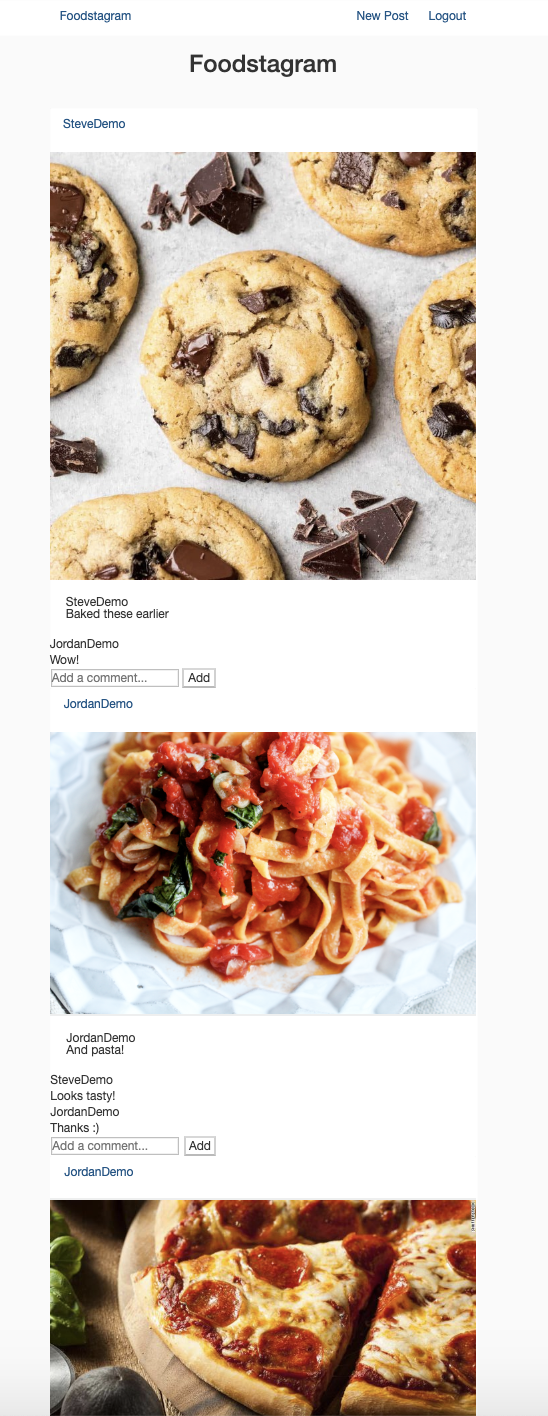 Foodstagram New Post Logout
Foodstagram
SteveDemo
SteveDemo
Baked these earlier
JordanDemo
Wow!
Add a comment... Add
JordanDemo
JordanDemo
And pasta!
SteveDemo
Looks tasty!
JordanDemo
Thanks :)
Add a comment... Add
JordanDemo